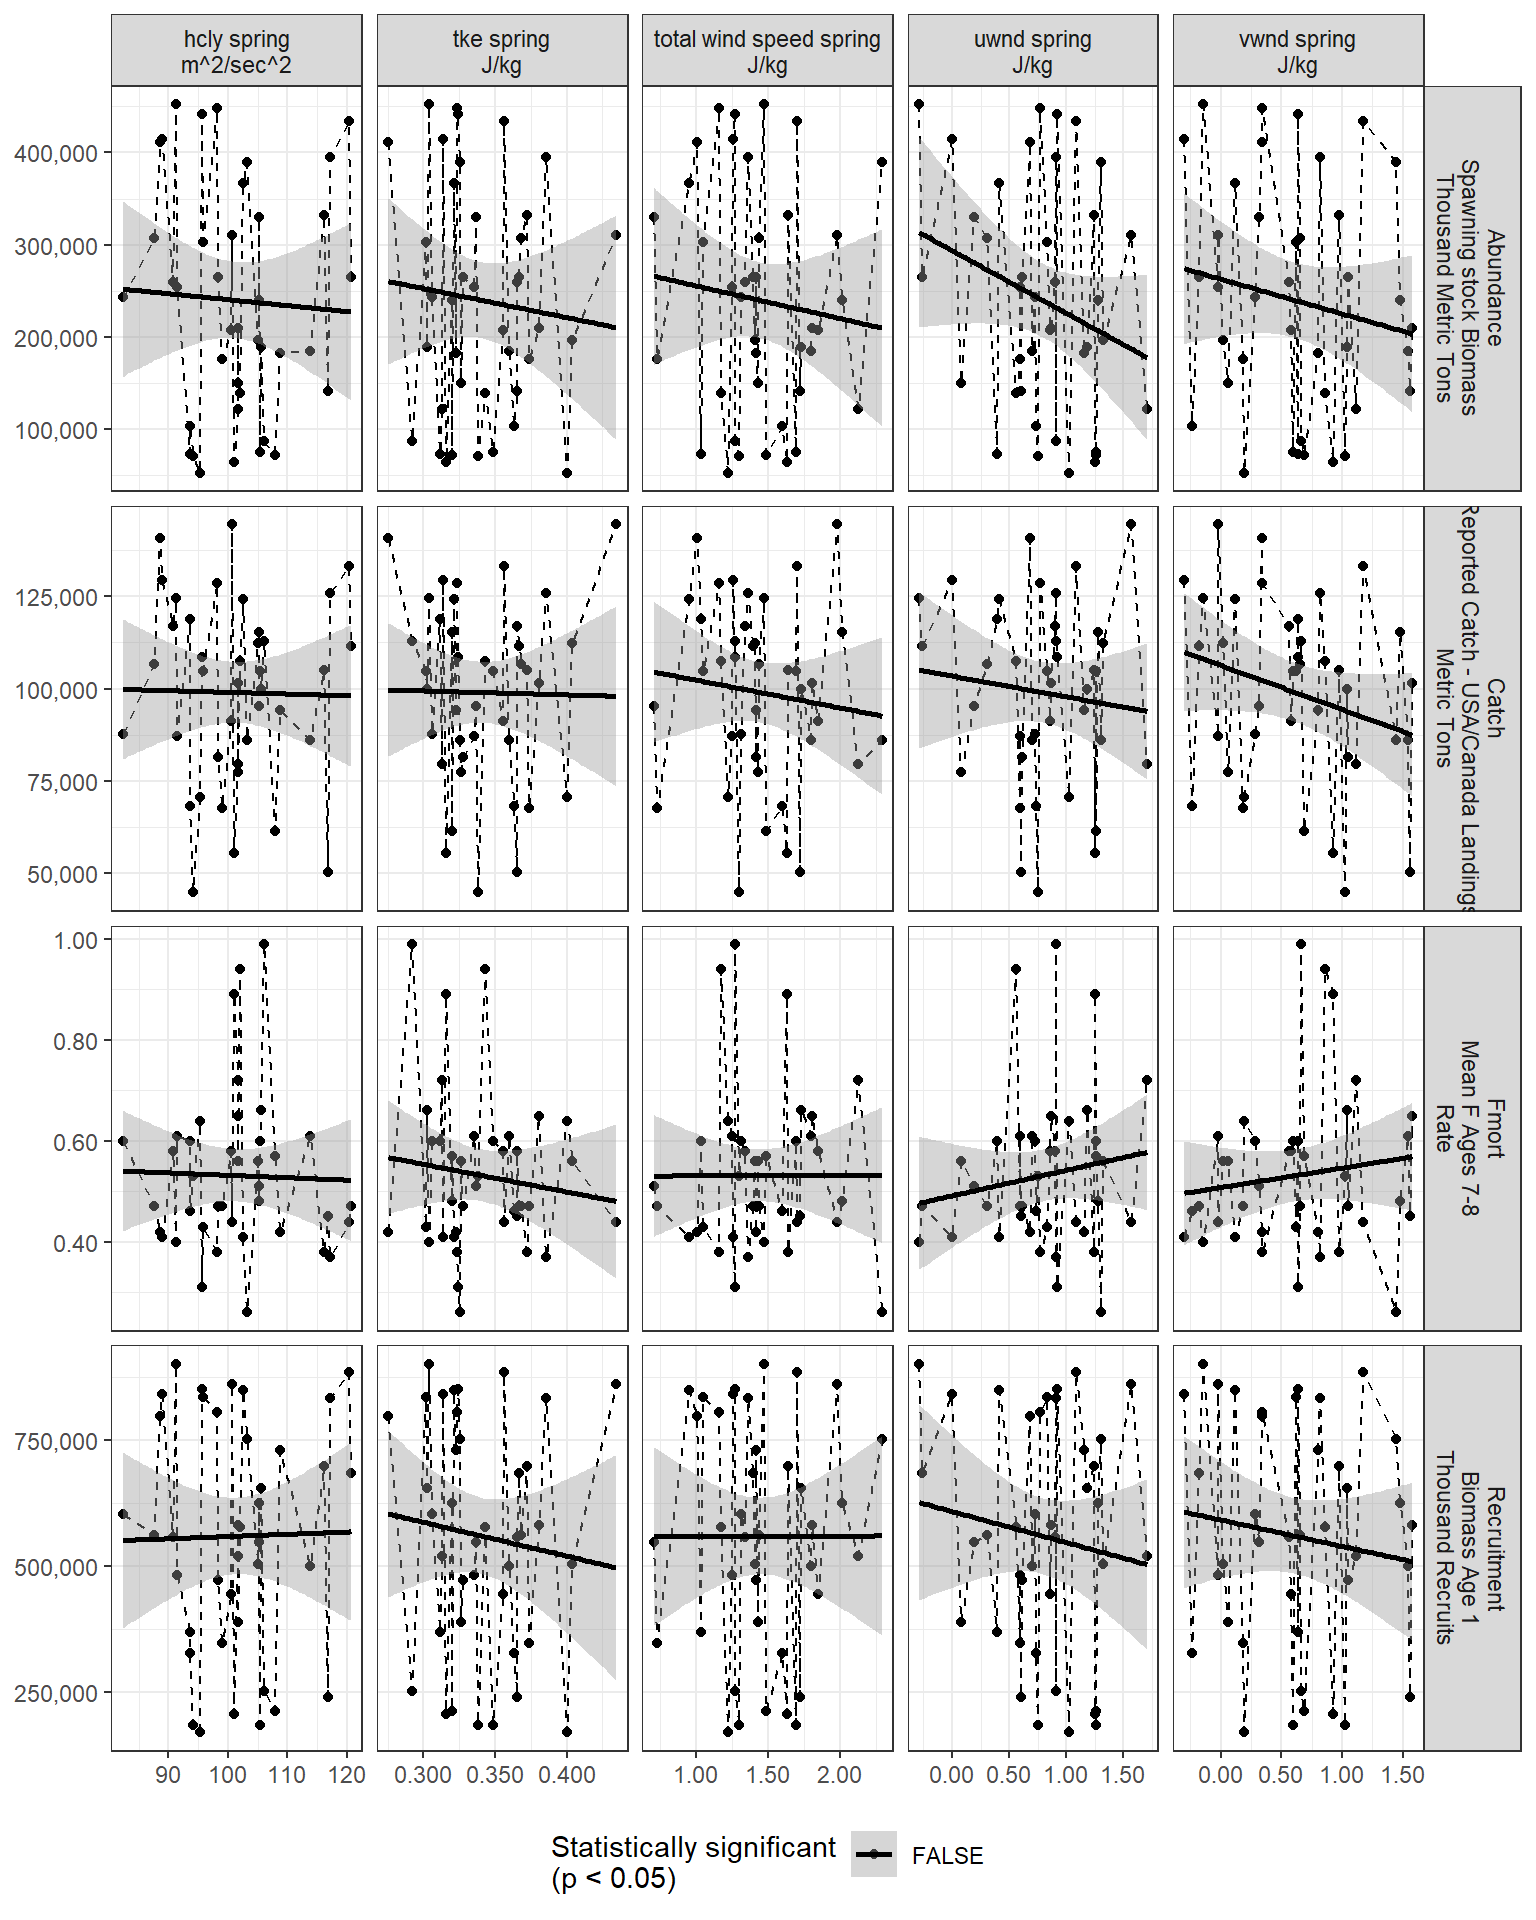 hcly spring
m^2/sec^2
tke spring
J/kg
total wind speed spring
J/kg
uwnd spring
J/kg
vwnd spring
J/kg
400,000
300,000
200,000
100,000
Abundance
Spawning stock Biomass
Thousand Metric Tons
125,000
100,000
75,000
50,000
Catch
Reported Catch - USA/Canada Landings
Metric Tons
1.00
0.80
0.60
0.40
Fmort
Mean F Ages 7-8
Rate
750,000
500,000
250,000
Recruitment
Biomass Age 1
Thousand Recruits
90 100 110 120
0.300 0.350 0.400
1.00 1.50 2.00
0.00 0.50 1.00 1.50
0.00 0.50 1.00 1.50
Statistically significant
(p < 0.05)
FALSE